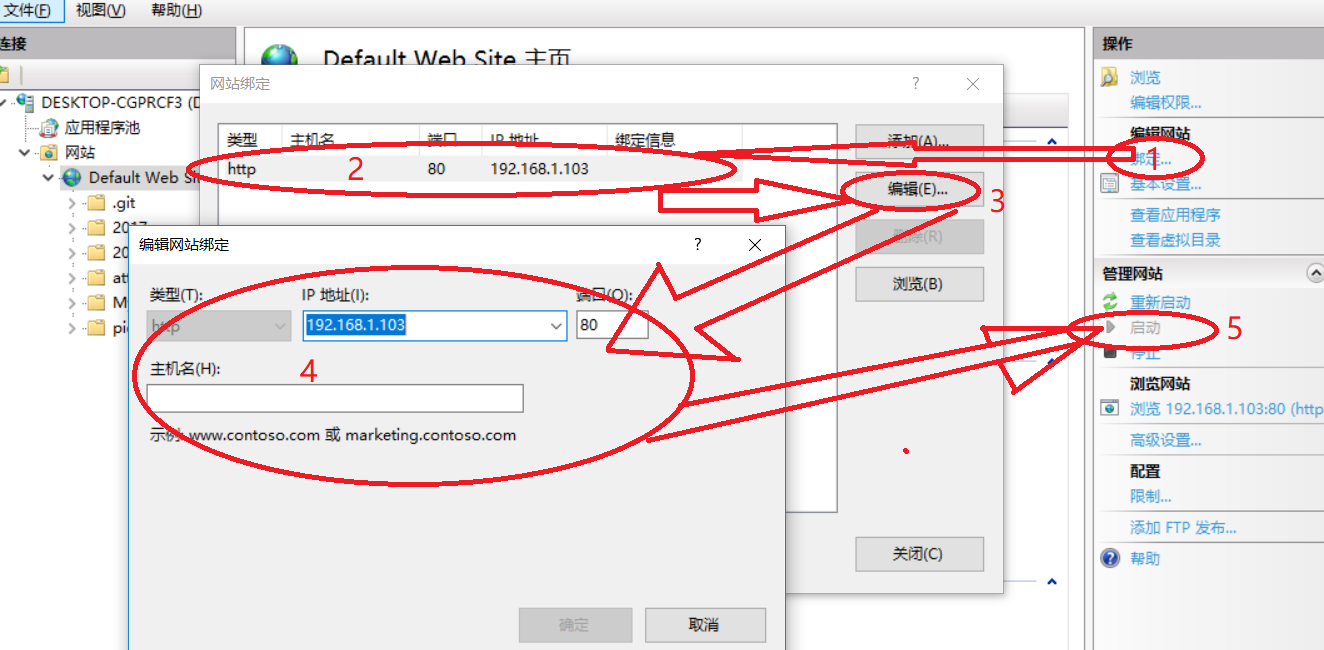 文件(F) 视图(V) 帮助(H)
连接
DESKTOP-CGPRCF3 (D
应用程序池
网站
Default Web Si
.git
2017
20
att
M
pi
Default Web Site 主页
网站绑定
?
类型 主机名 端口 IP 地址 绑定信息
http 2 80 192.168.1.103
添加(A)...
编辑(E)... 3
删除(R)
浏览(B)
关闭(C)
编辑网站绑定
?
类型(T): IP 地址(I): 端口(O):
http 192.168.1.103 80
主机名(H): 4
示例: www.contoso.com 或 marketing.contoso.com
确定 取消
操作
浏览
编辑权限...
编辑网站
绑定... 1
基本设置...
查看应用程序
查看虚拟目录
管理网站
重新启动
启动 5
停止
浏览网站
浏览 192.168.1.103:80 (http
高级设置...
配置
限制...
添加 FTP 发布...
帮助